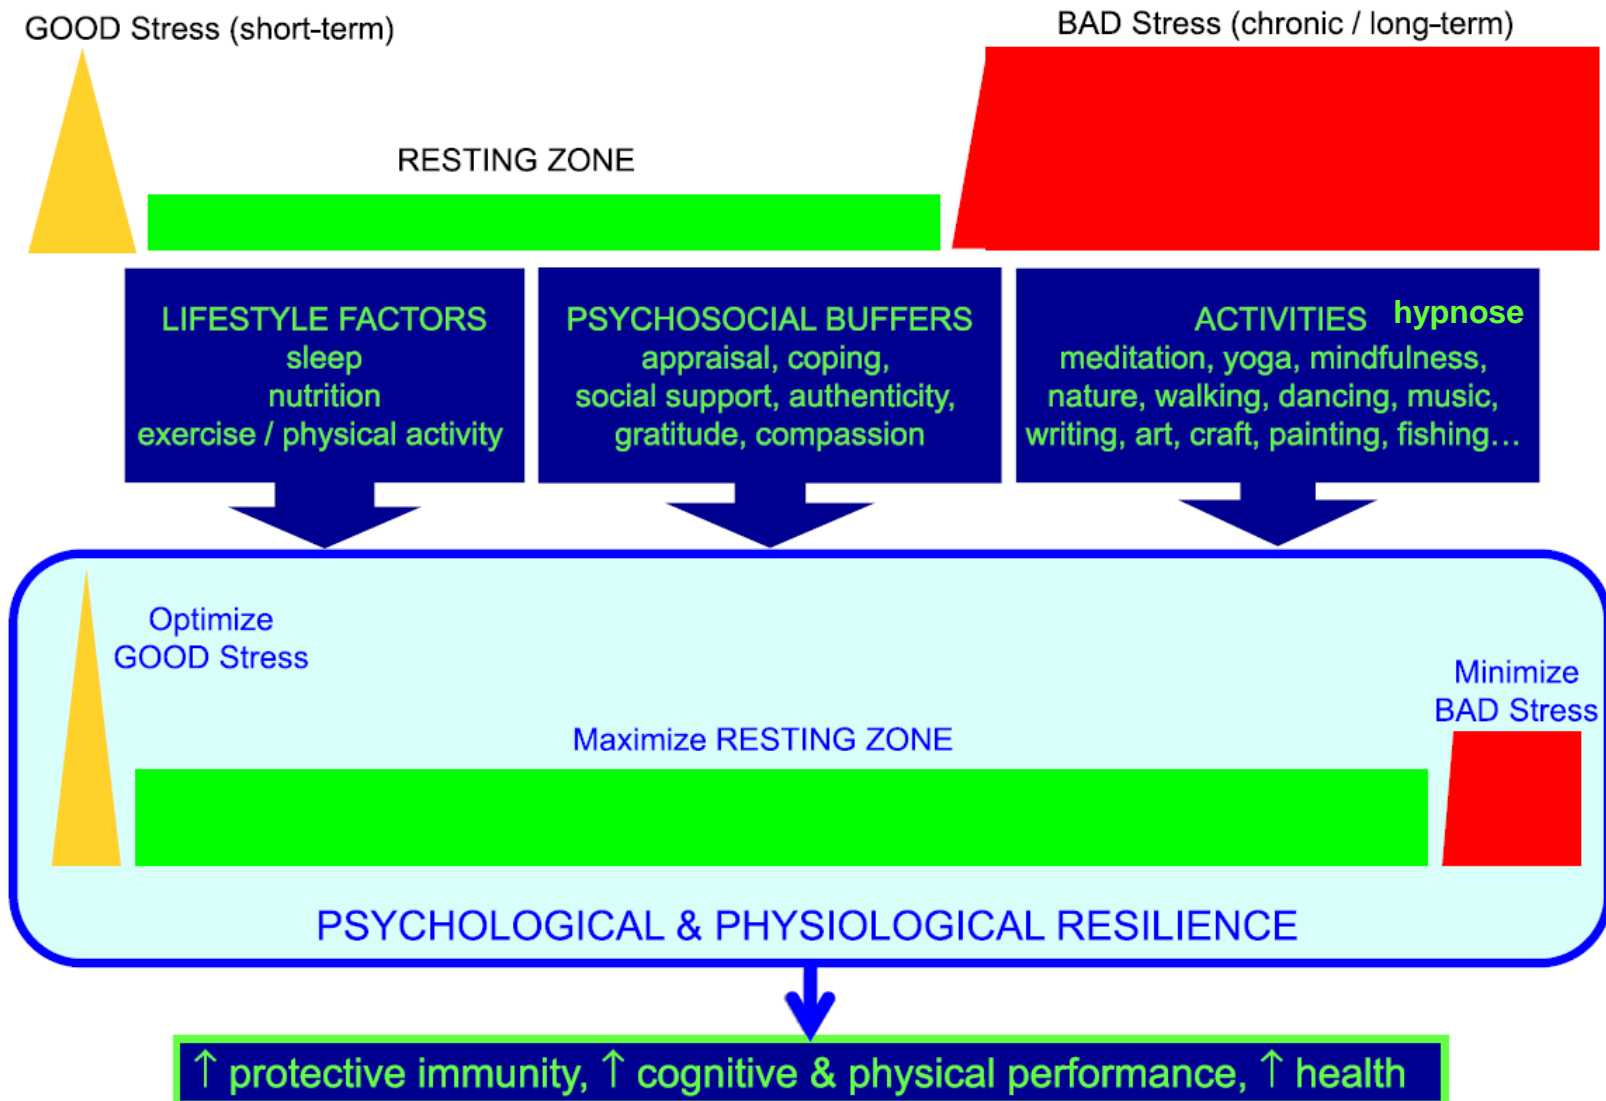 GOOD Stress (short-term)
BAD Stress (chronic / long-term)
RESTING ZONE
LIFESTYLE FACTORS
sleep
nutrition
exercise / physical activity
PSYCHOSOCIAL BUFFERS
appraisal, coping,
social support, authenticity,
gratitude, compassion
ACTIVITIES hypnose
meditation, yoga, mindfulness,
nature, walking, dancing, music,
writing, art, craft, painting, fishing…
Optimize
GOOD Stress
Maximize RESTING ZONE
Minimize
BAD Stress
PSYCHOLOGICAL & PHYSIOLOGICAL RESILIENCE
↑ protective immunity, ↑ cognitive & physical performance, ↑ health